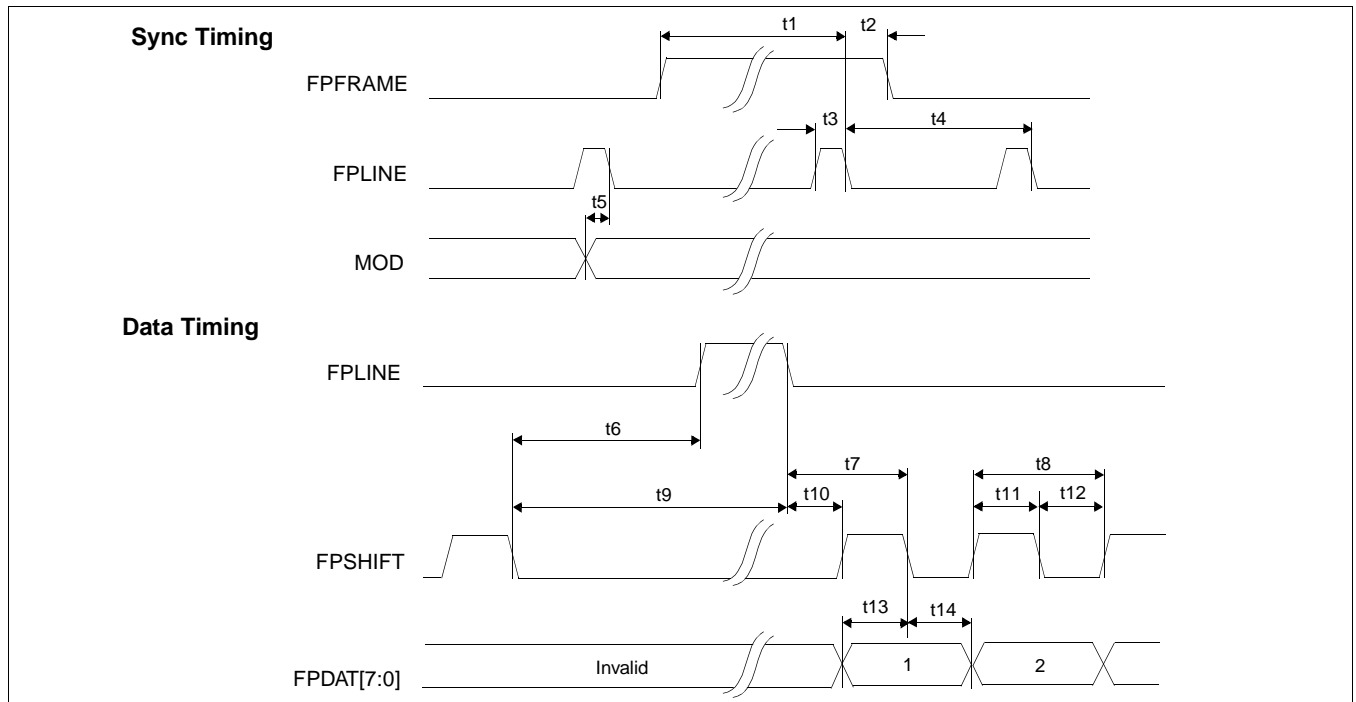 Sync Timing
t1
t2
FPFRAME
t3
t4
FPLINE
t5
MOD
Data Timing
FPLINE
t6
t7
t8
t9
t10
t11
t12
FPSHIFT
t13
t14
FPDAT[7:0]
Invalid
1
2